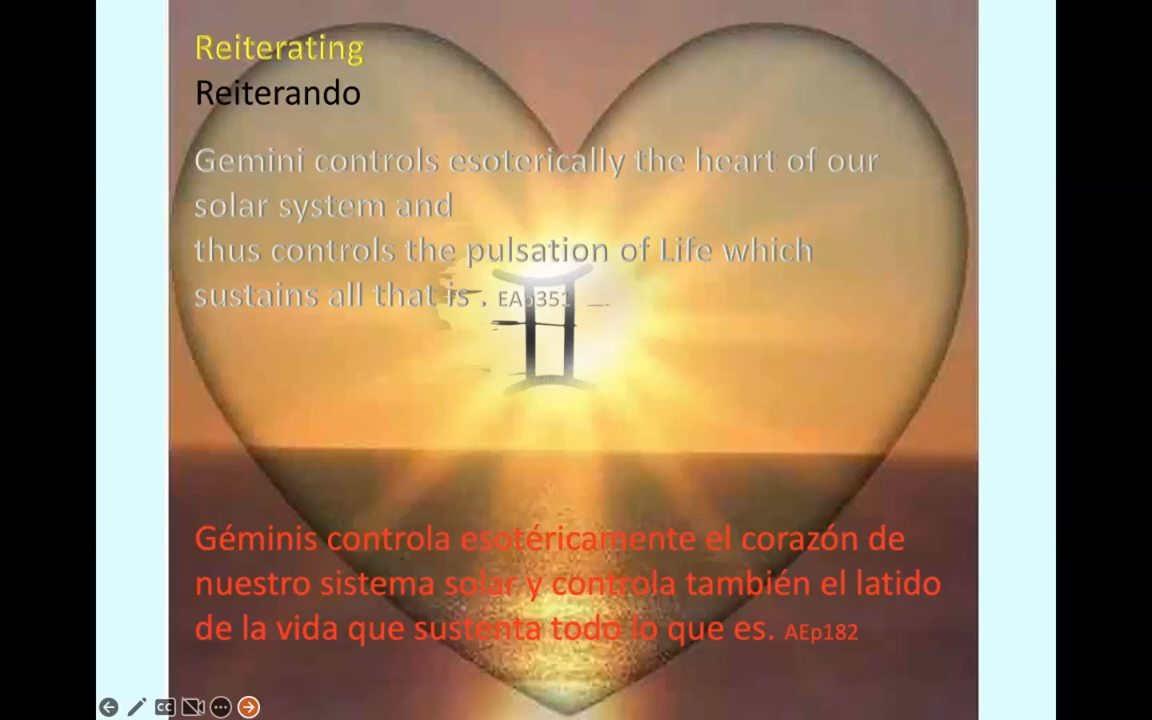 Reiterating
Reiterando
Gemini controls esoterically the heart of our
solar system and
thus controls the pulsation of Life which
sustains all that is . EAp351
Géminis controla esotéricamente el corazón de
nuestro sistema solar y controla también el latido
de la vida que sustenta todo lo que es. AEp182
CC